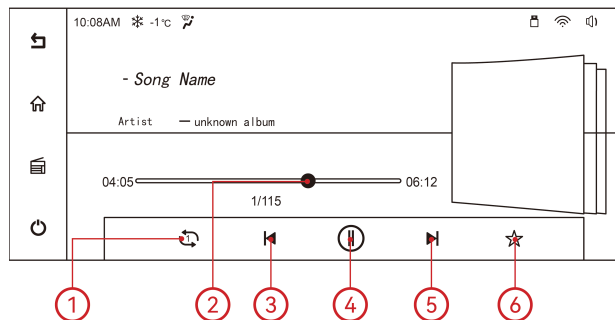 10:08AM -1℃
- Song Name
Artist — unknown album
04:05 06:12
1/115
1
1 2 3 4 5 6